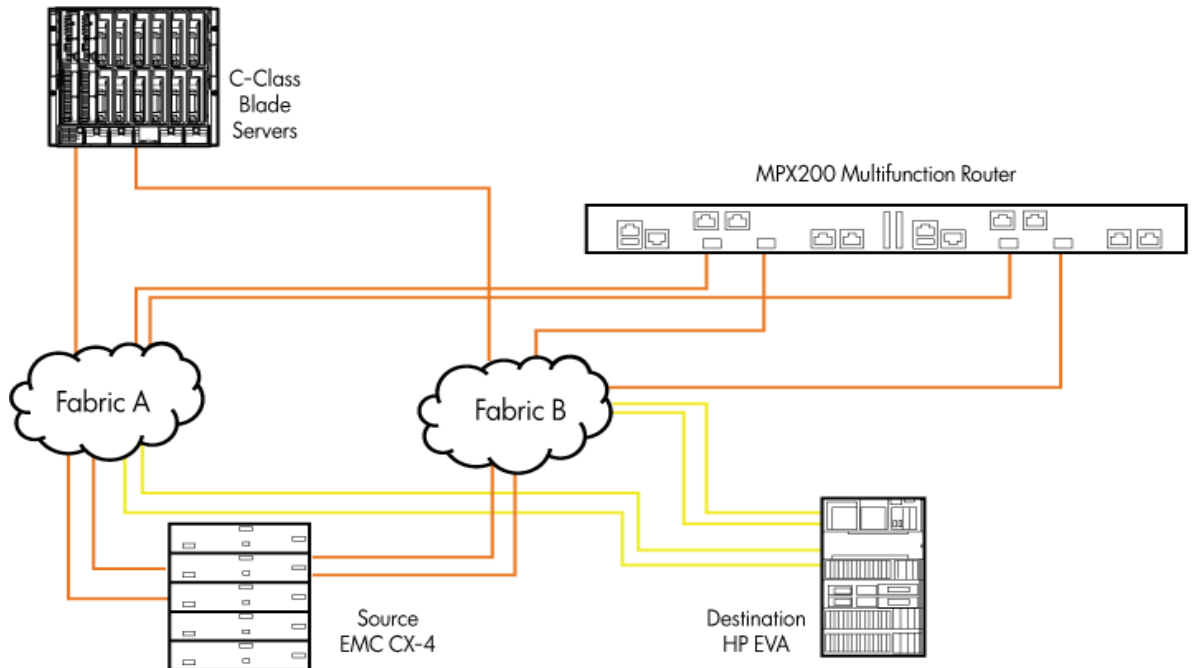 C-Class
Blade
Servers
MPX200 Multifunction Router
Fabric A
Fabric B
Source
EMC CX-4
Destination
HP EVA